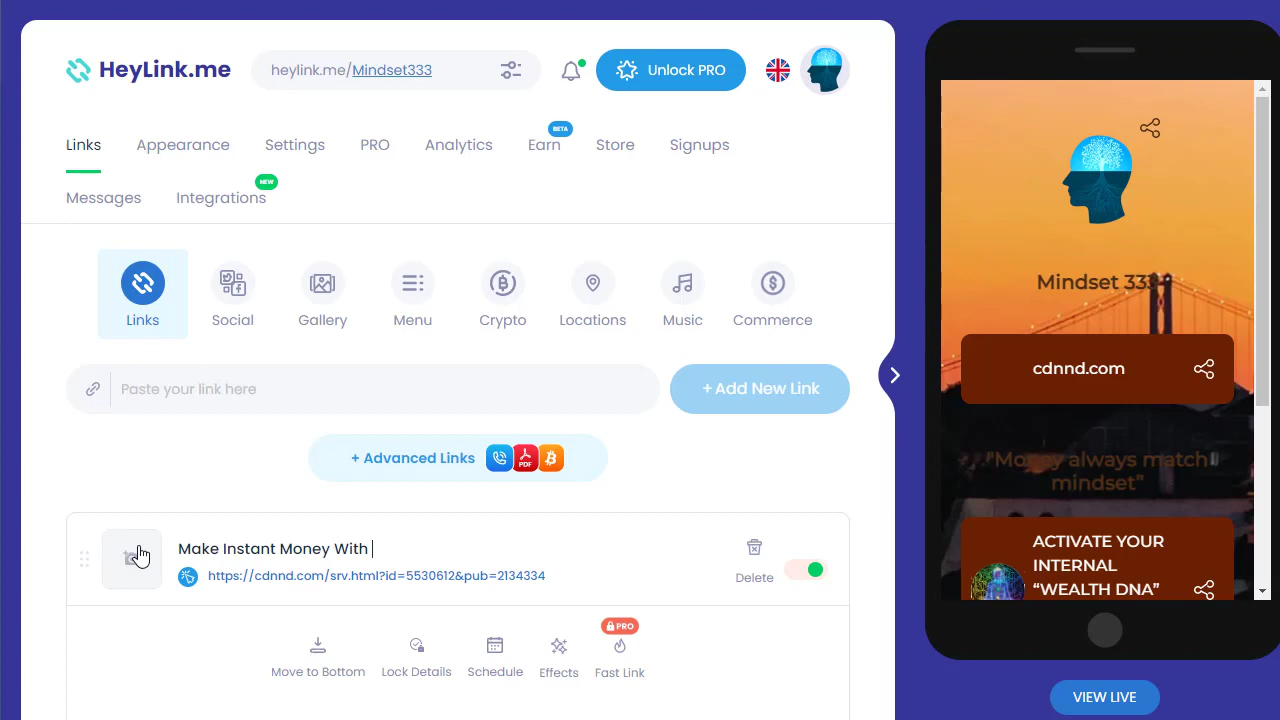 HeyLink.me
heylink.me/Mindset333
Unlock PRO
Links
Appearance
Settings
PRO
Analytics
BETA
Earn
Store
Signups
Messages
NEW
Integrations
Links
Social
Gallery
Menu
Crypto
Locations
Music
Commerce
Paste your link here
+ Add New Link
+ Advanced Links
PDF
Make Instant Money With
https://cdnnd.com/srv.html?id=5530612&pub=2134334
Delete
Move to Bottom
Lock Details
Schedule
Effects
PRO
Fast Link
Mindset 333
cdnnd.com
"Money always match
mindset"
ACTIVATE YOUR
INTERNAL
“WEALTH DNA”
VIEW LIVE